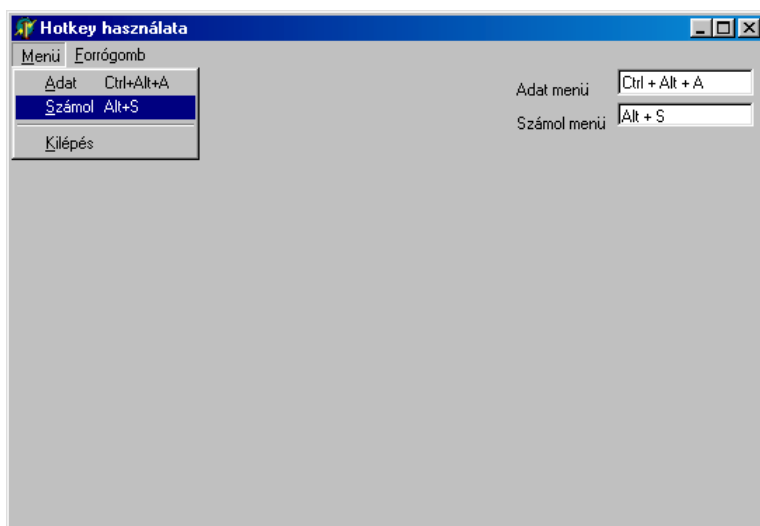 Hotkey használata
Menü Forrógomb
Adat Ctrl+Alt+A
Számol Alt+S
Kilépés
Adat menü Ctrl + Alt + A
Számol menü Alt + S